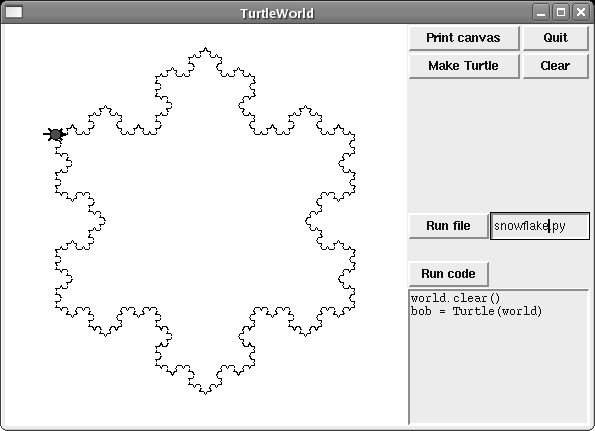 TurtleWorld
Print canvas
Quit
Make Turtle
Clear
Run file
snowflake.py
Run code
world.clear()
bob = Turtle(world)